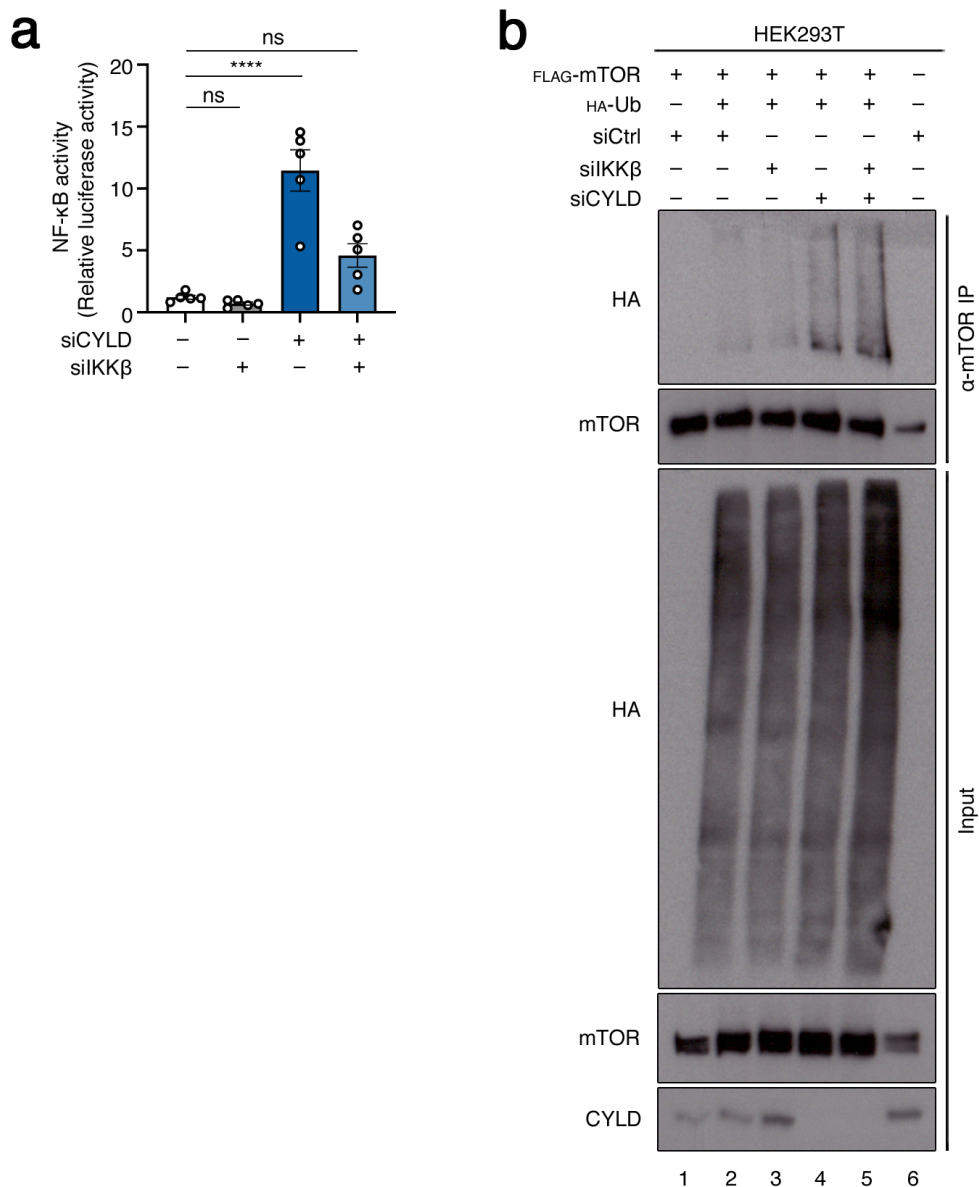 a
ns
****
ns
NF-κB activity
(Relative luciferase activity)
20
15
10
5
0
siCYLD – – + +
siIKKβ – + – +
b
HEK293T
FLAG-mTOR + + + + + –
HA-Ub – + + + + –
siCtrl + + – – – +
siIKKβ – – + – + –
siCYLD – – – + + –
HA
mTOR
α-mTOR IP
HA
mTOR
CYLD
Input
1 2 3 4 5 6